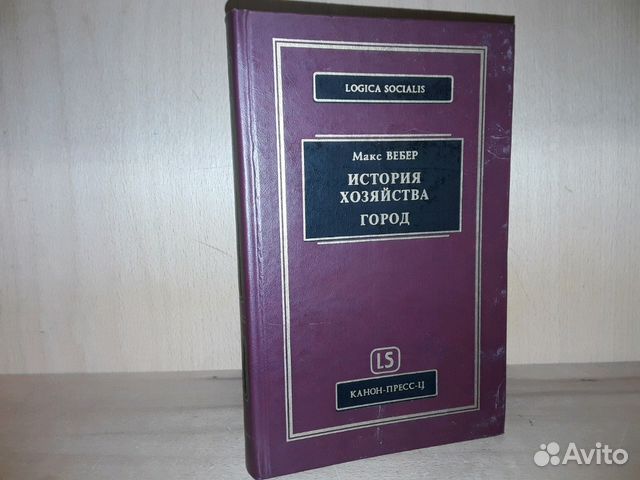 LOGICA SOCIALIS
Макс ВЕБЕР
ИСТОРИЯ
ХОЗЯЙСТВА
ГОРОД
LS
КАНОН-ПРЕСС-Ц
Avito